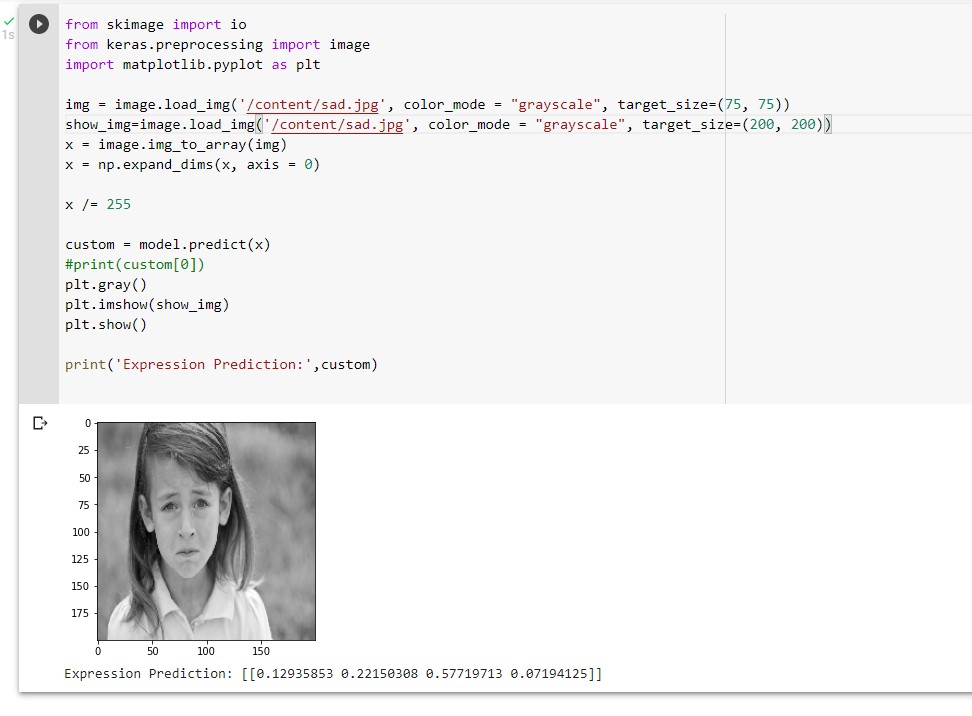 1s
from skimage import io
from keras.preprocessing import image
import matplotlib.pyplot as plt
img = image.load_img('/content/sad.jpg', color_mode = "grayscale", target_size=(75, 75))
show_img=image.load_img('/content/sad.jpg', color_mode = "grayscale", target_size=(200, 200))
x = image.img_to_array(img)
x = np.expand_dims(x, axis = 0)
x /= 255
custom = model.predict(x)
#print(custom[0])
plt.gray()
plt.imshow(show_img)
plt.show()
print('Expression Prediction:',custom)
0
25
50
75
100
125
150
175
0 50 100 150
Expression Prediction: [[0.12935853 0.22150308 0.57719713 0.07194125]]